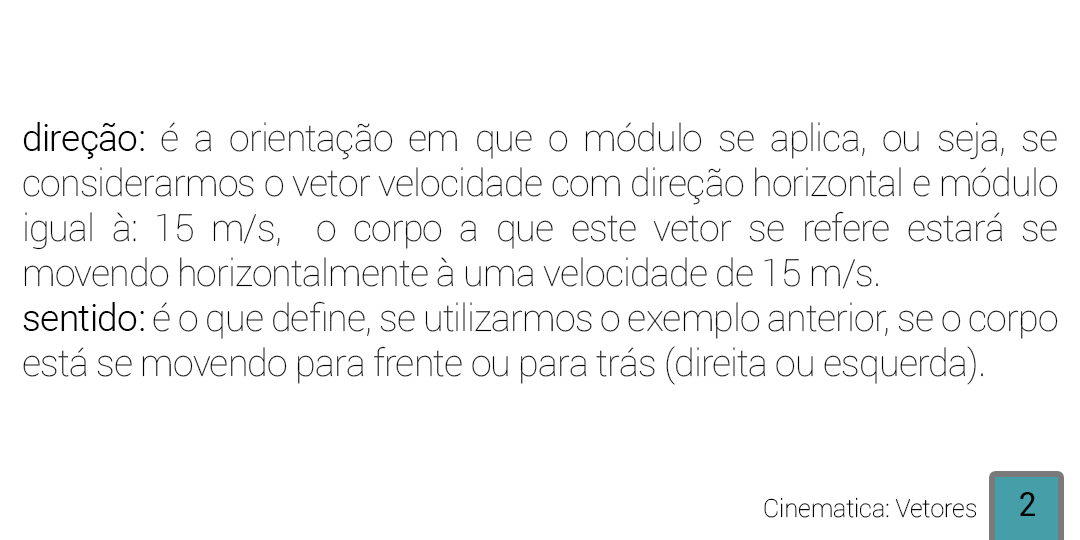 direção: é a orientação em que o módulo se aplica, ou seja, se
considerarmos o vetor velocidade com direção horizontal e módulo
igual à: 15 m/s, o corpo a que este vetor se refere estará se
movendo horizontalmente à uma velocidade de 15 m/s.
sentido: é o que define, se utilizarmos o exemplo anterior, se o corpo
está se movendo para frente ou para trás (direita ou esquerda).
Cinematica: Vetores
2